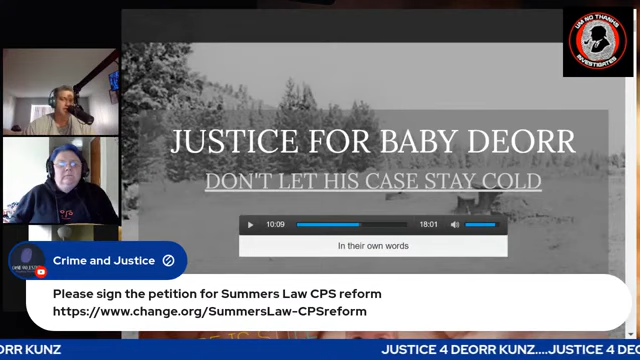 UM NO THANKS
INVESTIGATES
JUSTICE FOR BABY DEORR
DON'T LET HIS CASE STAY COLD
10:09
18:01
In their own words
Crime and Justice
Please sign the petition for Summers Law CPS reform
https://www.change.org/SummersLaw-CPSreform
ORR KUNZ
JUSTICE 4 DEORR KUNZ....JUSTICE 4 DEO